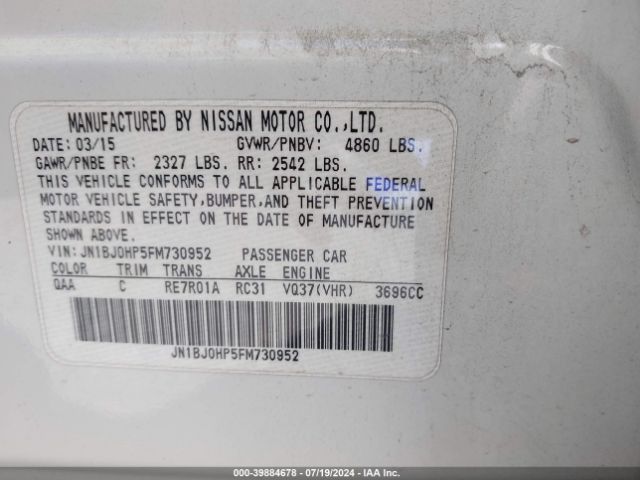 MANUFACTURED BY NISSAN MOTOR CO.,LTD.
DATE: 03/15 GVWR/PNBV: 4860 LBS.
GAWR/PNBE FR: 2327 LBS. RR: 2542 LBS.
THIS VEHICLE CONFORMS TO ALL APPLICABLE FEDERAL
MOTOR VEHICLE SAFETY, BUMPER, AND THEFT PREVENTION
STANDARDS IN EFFECT ON THE DATE OF MANUFACTURE
SHOWN ABOVE.
VIN: JN1BJ0HP5FM730952 PASSENGER CAR
COLOR TRIM TRANS AXLE ENGINE
QAA C RE7R01A RC31 VQ37(VHR) 3696CC
JN1BJ0HP5FM730952
000-39884678 / 07/19/2024 / IAA Inc.